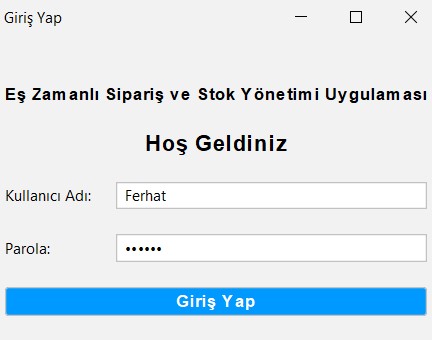 Giriş Yap
Eş Zamanlı Sipariş ve Stok Yönetimi Uygulaması
Hoş Geldiniz
Kullanıcı Adı: Ferhat
Parola: ••••••
Giriş Yap